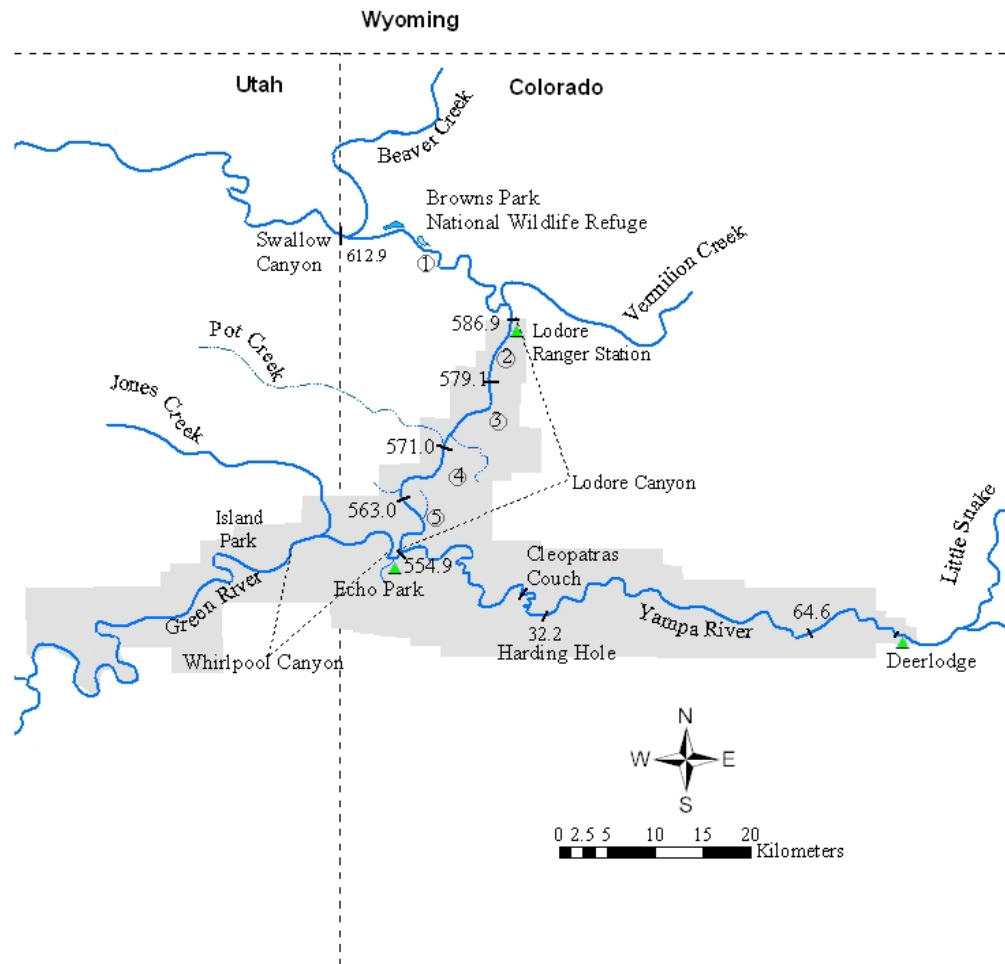 Wyoming
Utah
Colorado
Beaver Creek
Browns Park
National Wildlife Refuge
Swallow
Canyon
612.9
1
Vermilion Creek
586.9
Lodore
Ranger Station
2
Pot Creek
579.1
Jones Creek
3
571.0
4
Lodore Canyon
563.0
5
Island
Park
Little Snake
554.9
Cleopatras
Couch
Echo Park
Green River
Yampa River
64.6
32.2
Harding Hole
Whirlpool Canyon
Deerlodge
N
W
E
S
0 2.5 5 10 15 20
Kilometers